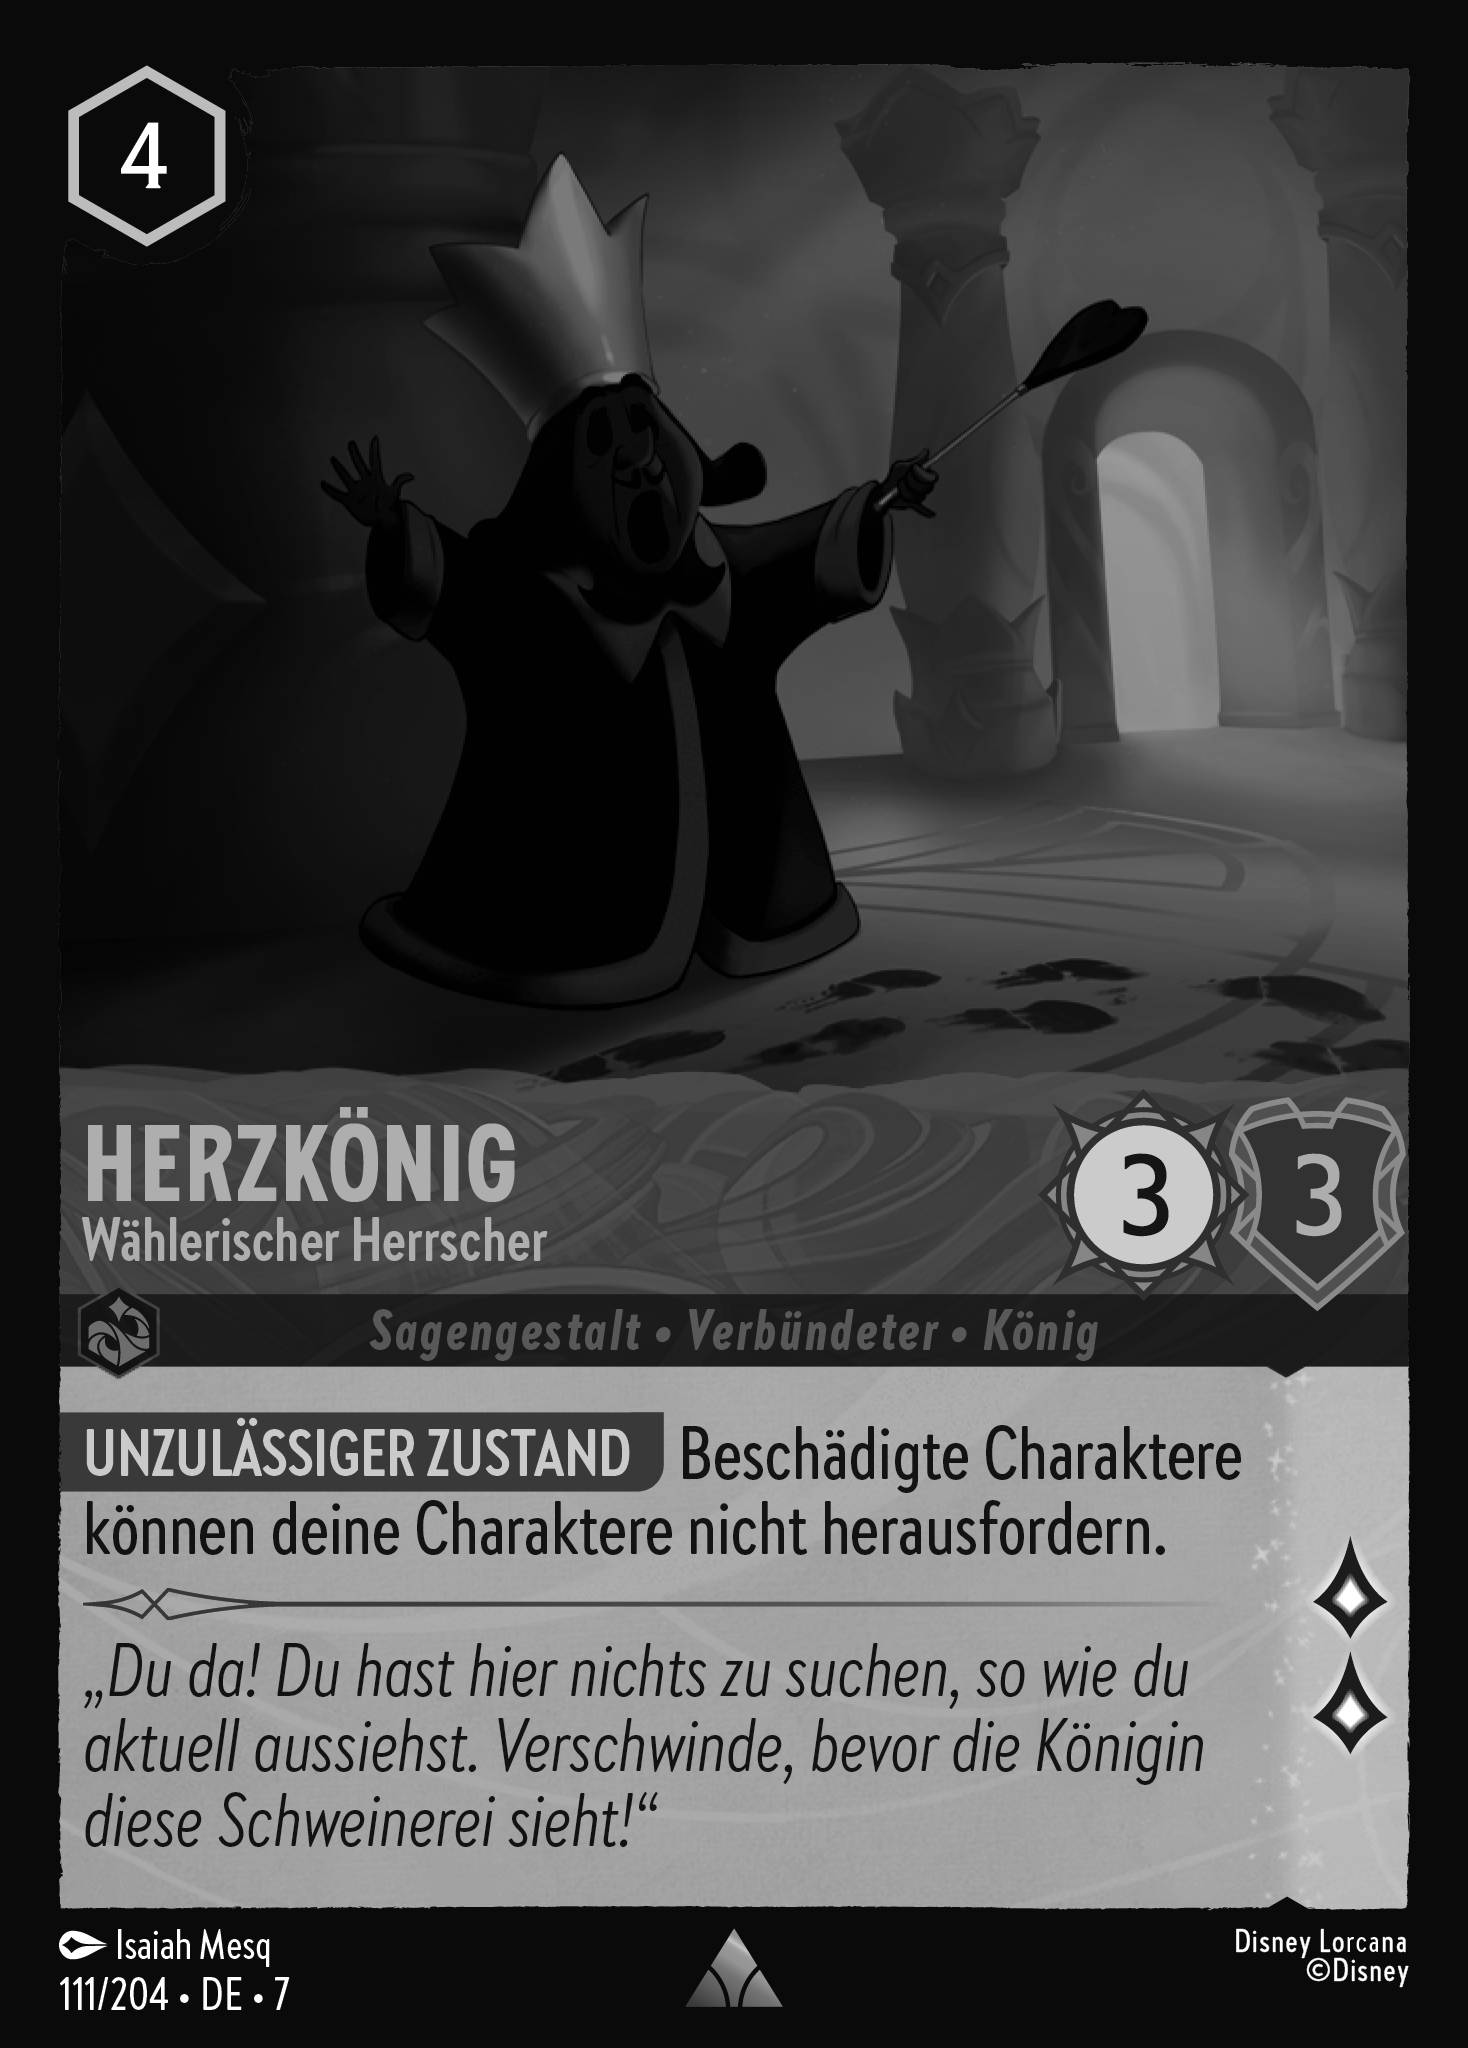 4
HERZKÖNIG
Wählerischer Herrscher
3 3
Sagengestalt • Verbündeter • König
UNZULÄSSIGER ZUSTAND Beschädigte Charaktere
können deine Charaktere nicht herausfordern.
„Du da! Du hast hier nichts zu suchen, so wie du
aktuell aussiehst. Verschwinde, bevor die Königin
diese Schweinerei sieht!“
Isaiah Mesq
111/204 • DE • 7
Disney Lorcana
©Disney